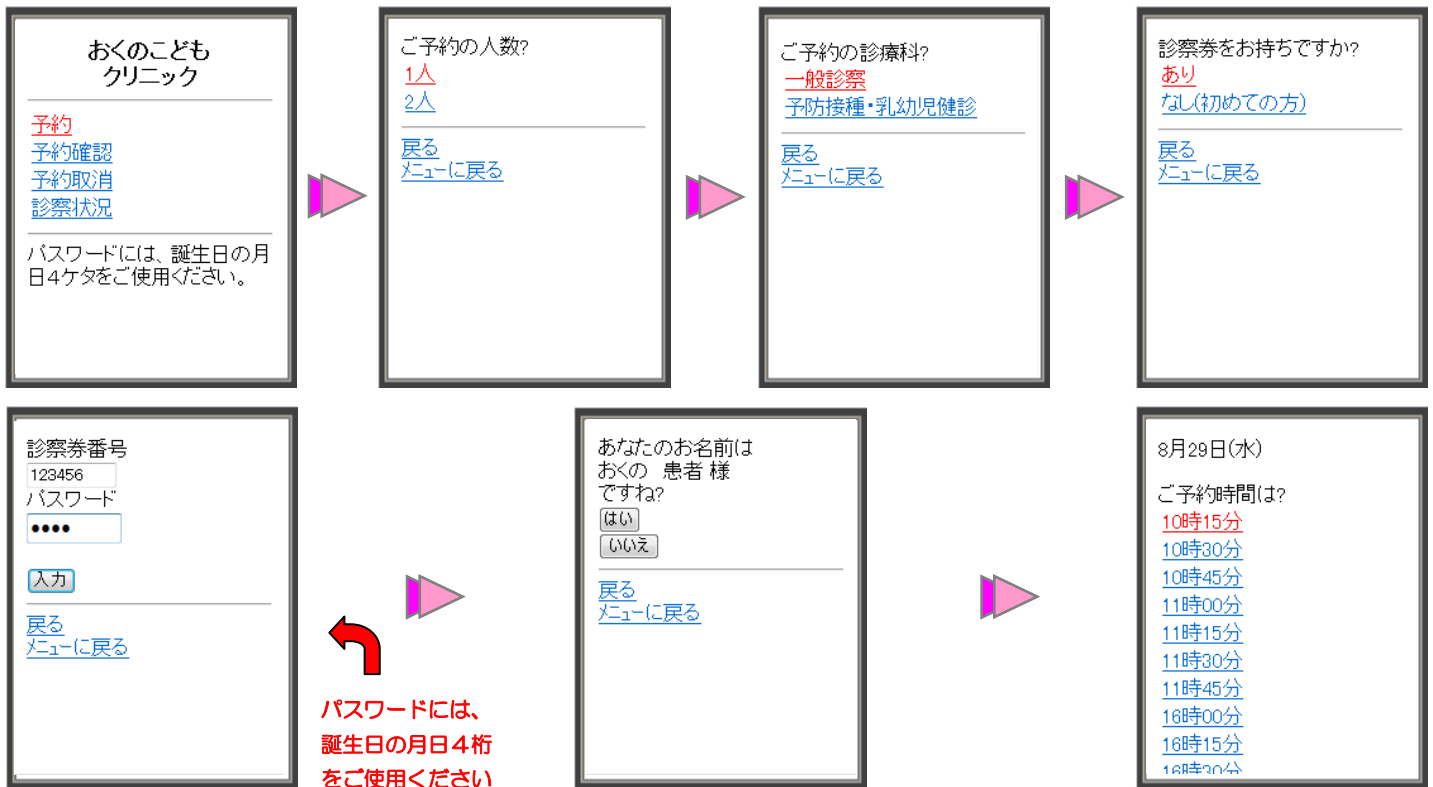 おくのこども
クリニック
予約
予約確認
予約取消
診察状況
パスワードには、誕生日の月
日4ケタをご使用ください。
ご予約の人数?
1人
2人
戻る
メニューに戻る
ご予約の診療科?
一般診察
予防接種・乳幼児健診
戻る
メニューに戻る
診察券をお持ちですか?
あり
なし(初めての方)
戻る
メニューに戻る
診察券番号
123456
パスワード
●●●●
入力
戻る
メニューに戻る
パスワードには、
誕生日の月日4桁
をご使用ください
あなたのお名前は
おくの 患者 様
ですね?
はい
いいえ
戻る
メニューに戻る
8月29日(水)
ご予約時間は?
10時15分
10時30分
10時45分
11時00分
11時15分
11時30分
11時45分
16時00分
16時15分
16時30分